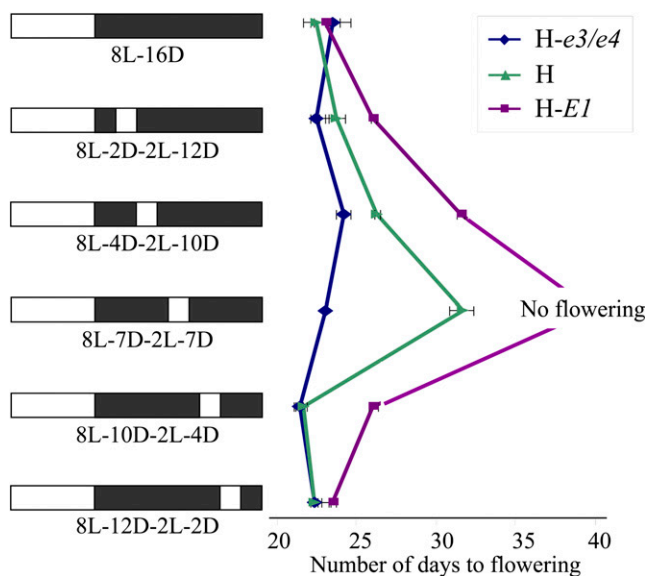 8L-16D
8L-2D-2L-12D
8L-4D-2L-10D
8L-7D-2L-7D
8L-10D-2L-4D
8L-12D-2L-2D
H-e3/e4
H
H-E1
No flowering
20 25 30 35 40
Number of days to flowering